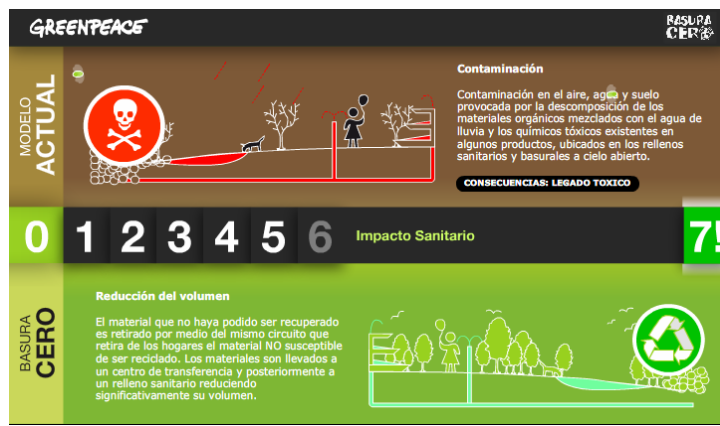 GREENPEACE
BASURA
CERO
MODELO
ACTUAL
Contaminación
Contaminación en el aire, agua y suelo
provocada por la descomposición de los
materiales orgánicos mezclados con el agua de
lluvia y los químicos tóxicos existentes en
algunos productos, ubicados en los rellenos
sanitarios y basurales a cielo abierto.
CONSECUENCIAS: LEGADO TOXICO
0 1 2 3 4 5 6 Impacto Sanitario 7!
BASURA
CERO
Reducción del volumen
El material que no haya podido ser recuperado
es retirado por medio del mismo circuito que
retira de los hogares el material NO susceptible
de ser reciclado. Los materiales son llevados a
un centro de transferencia y posteriormente a
un relleno sanitario reduciendo
significativamente su volumen.